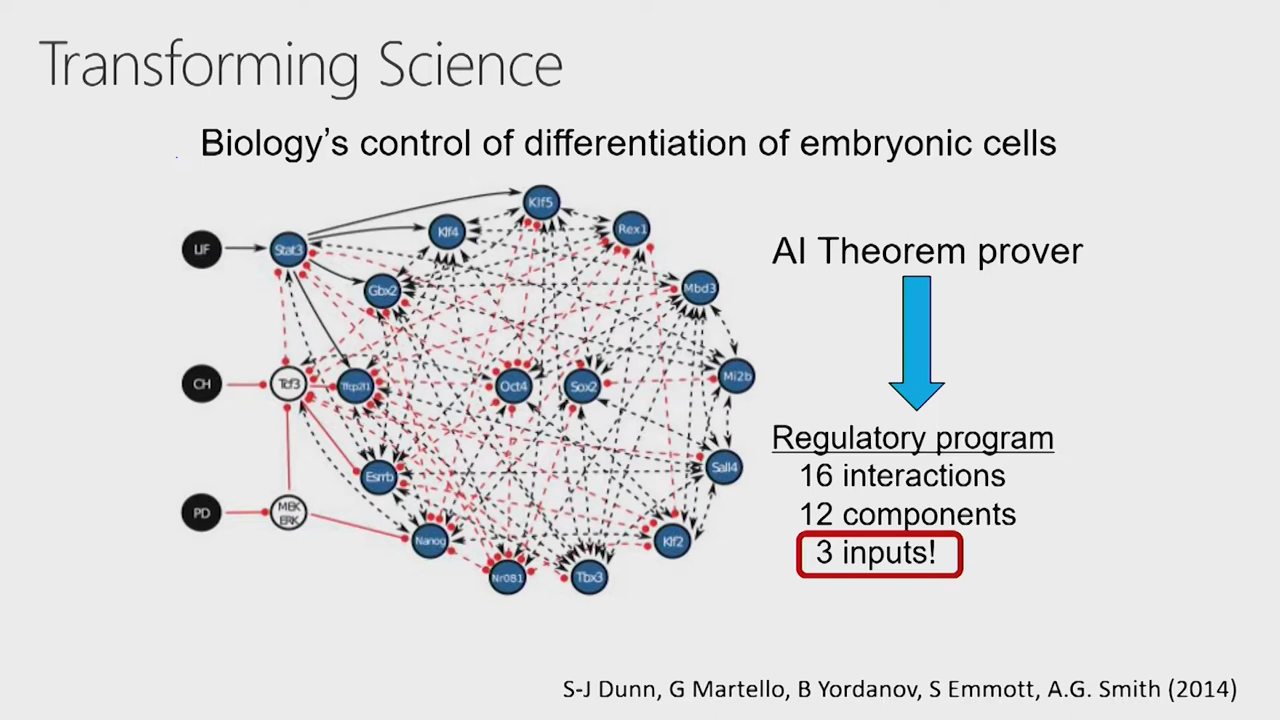 Transforming Science
Biology's control of differentiation of embryonic cells
Klf5
Klf4
Rex1
LIF
Stat3
Gbx2
Mbd3
AI Theorem prover
CH
Tcf3
Tfcp2l1
Oct4
Sox2
Mi2b
Regulatory program
16 interactions
12 components
3 inputs!
Esrrb
Sall4
PD
MEK
ERK
Nanog
Klf2
Nr0B1
Tbx3
S-J Dunn, G Martello, B Yordanov, S Emmott, A.G. Smith (2014)